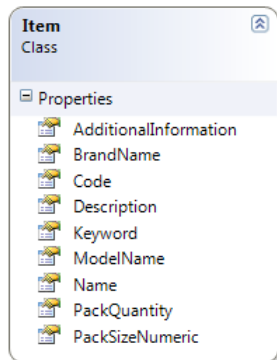 Item
Class
Properties
AdditionalInformation
BrandName
Code
Description
Keyword
ModelName
Name
PackQuantity
PackSizeNumeric